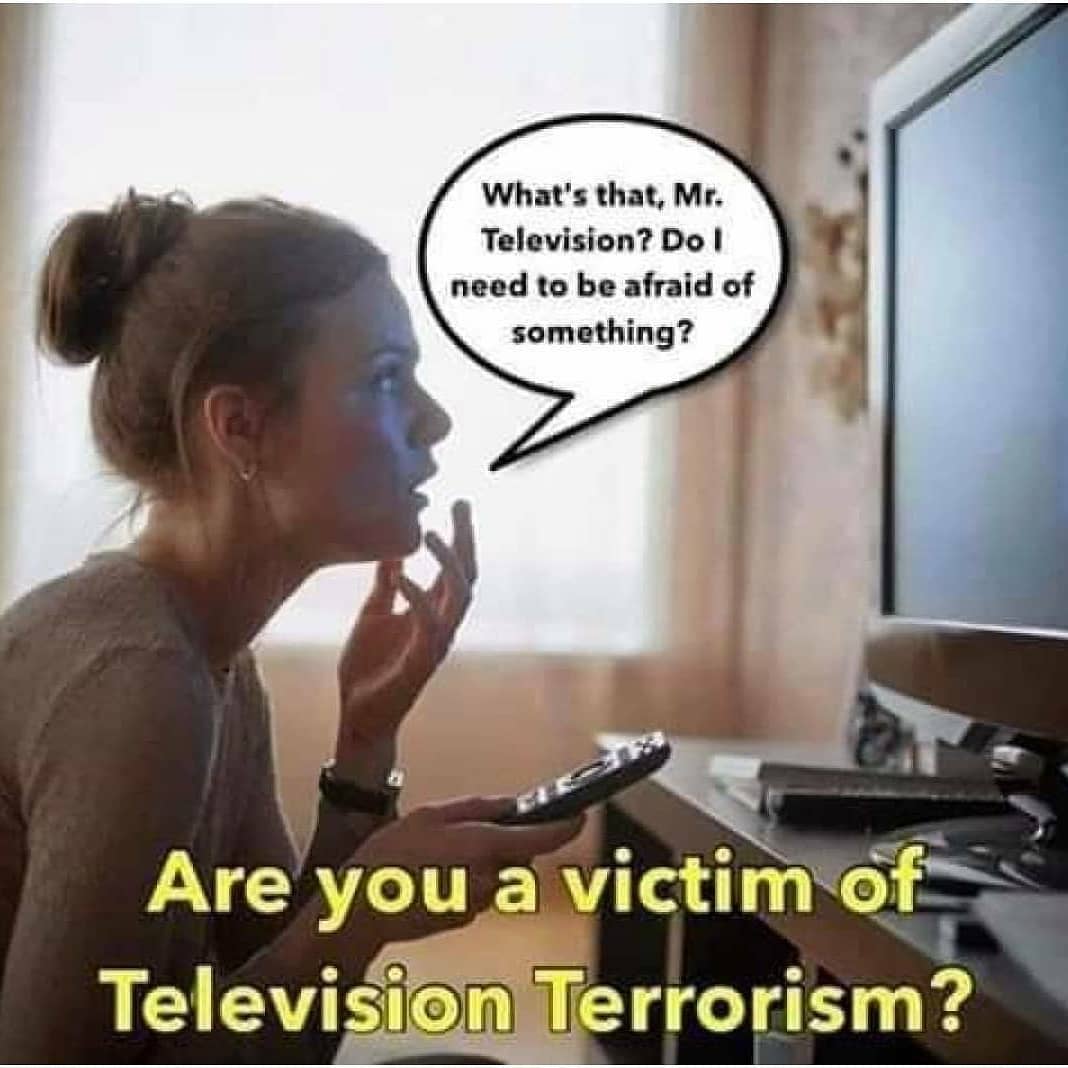 What's that, Mr.
Television? Do I
need to be afraid of
something?
Are you a victim of
Television Terrorism?